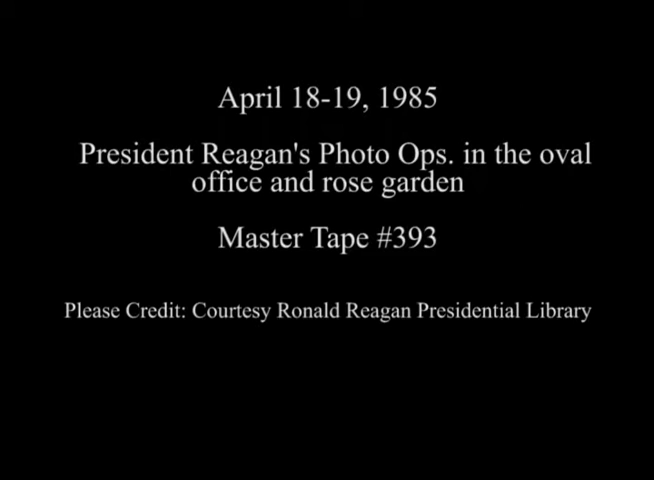 April 18-19, 1985
President Reagan's Photo Ops. in the oval
office and rose garden
Master Tape #393
Please Credit: Courtesy Ronald Reagan Presidential Library